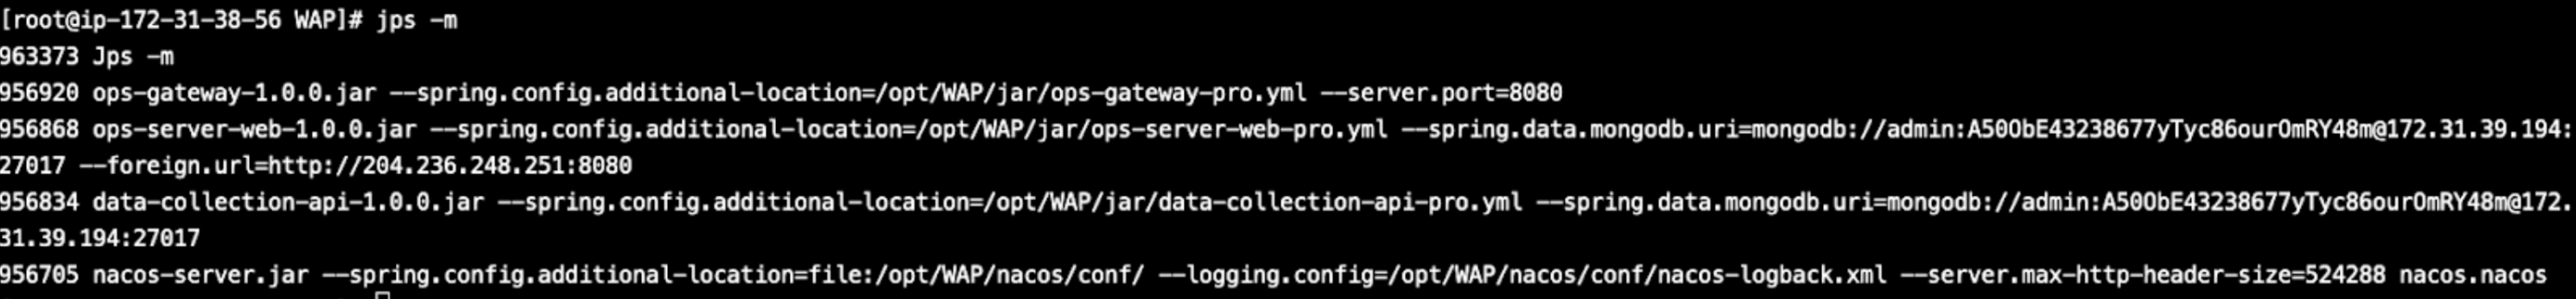 [root@ip-172-31-38-56 WAP]# jps -m
963373 Jps -m
956920 ops-gateway-1.0.0.jar --spring.config.additional-location=/opt/WAP/jar/ops-gateway-pro.yml --server.port=8080
956868 ops-server-web-1.0.0.jar --spring.config.additional-location=/opt/WAP/jar/ops-server-web-pro.yml --spring.data.mongodb.uri=mongodb://admin:A50ObE43238677yTyc86ourOmRY48m@172.31.39.194:
27017 --foreign.url=http://204.236.248.251:8080
956834 data-collection-api-1.0.0.jar --spring.config.additional-location=/opt/WAP/jar/data-collection-api-pro.yml --spring.data.mongodb.uri=mongodb://admin:A50ObE43238677yTyc86ourOmRY48m@172.
31.39.194:27017
956705 nacos-server.jar --spring.config.additional-location=file:/opt/WAP/nacos/conf/ --logging.config=/opt/WAP/nacos/conf/nacos-logback.xml --server.max-http-header-size=524288 nacos.nacos